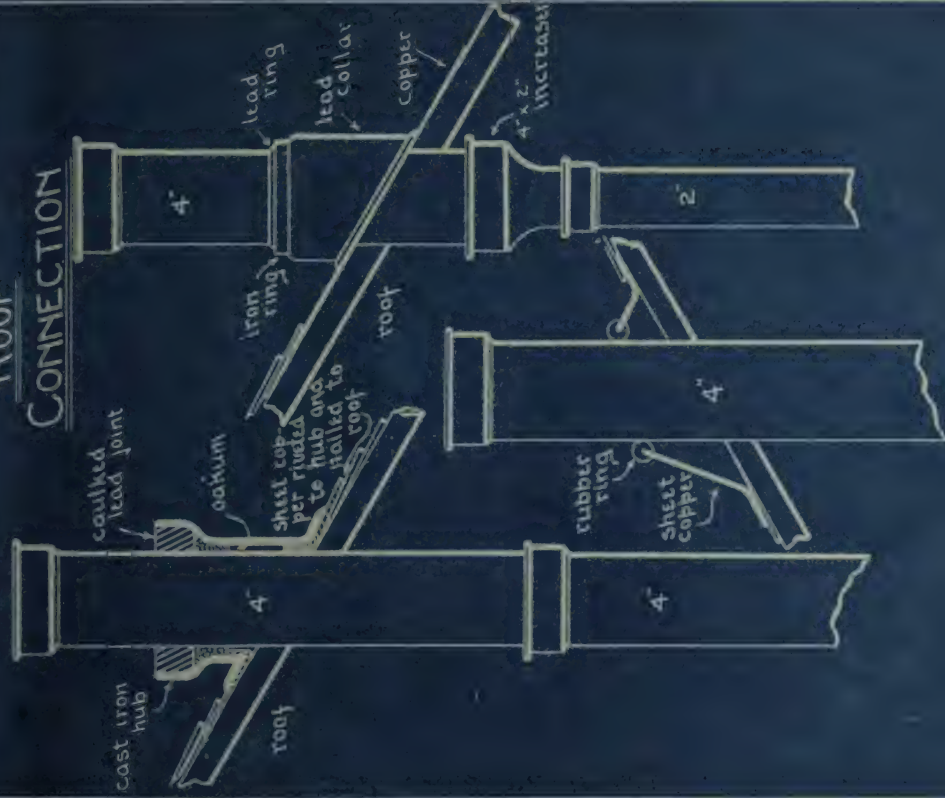 ROOF
CONNECTION
caulked
lead joint
oakum
sheet cop-
per riveted
to hub and
nailed to
roof
cast iron
hub
roof
4"
4"
lead
ring
lead
collar
copper
4" x 2"
increaser
iron
ring
roof
4"
2"
rubber
ring
sheet
copper
4"